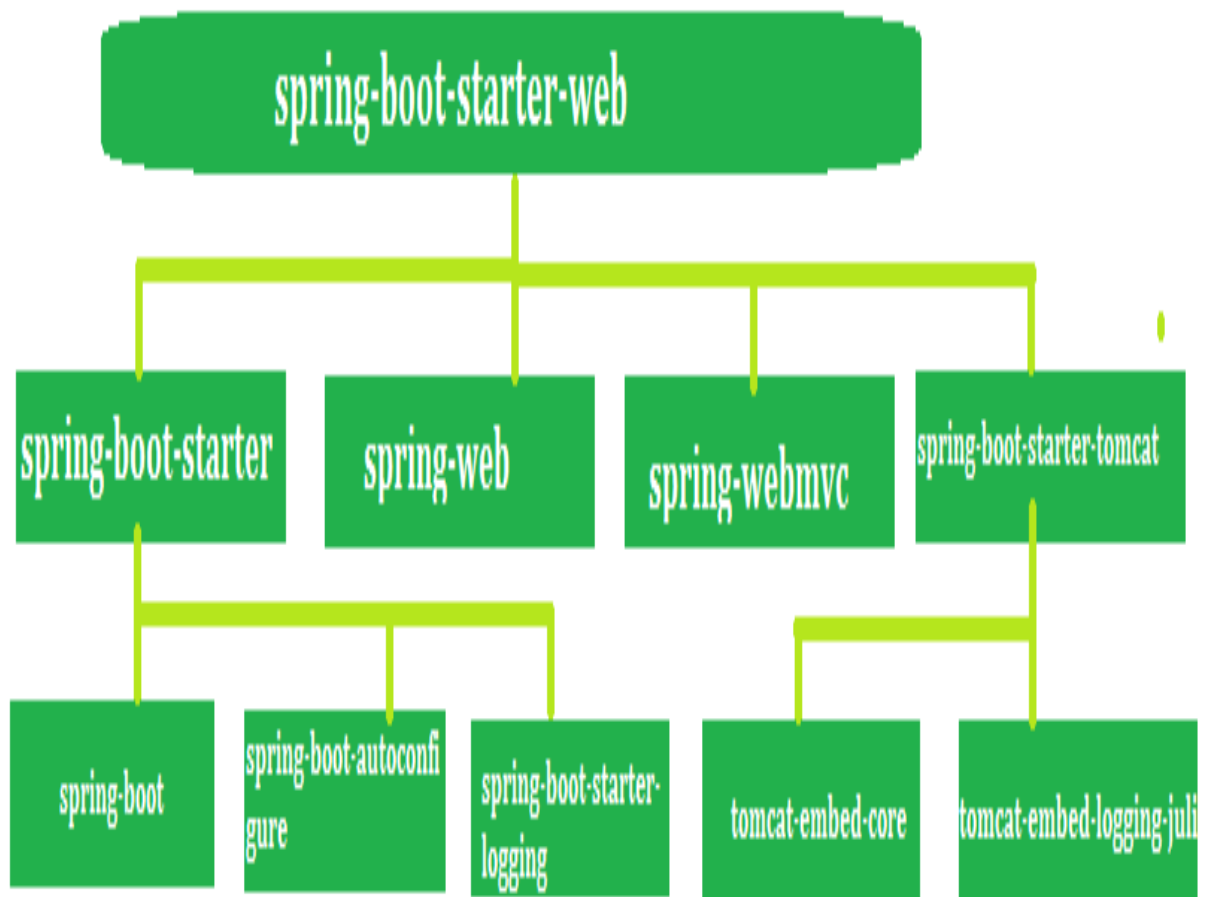 spring-boot-starter-web
spring-boot-starter
spring-web
spring-webmvc
spring-boot-starter-tomcat
spring-boot
spring-boot-autoconfi
gure
spring-boot-starter-
logging
tomcat-embed-core
tomcat-embed-logging-juli